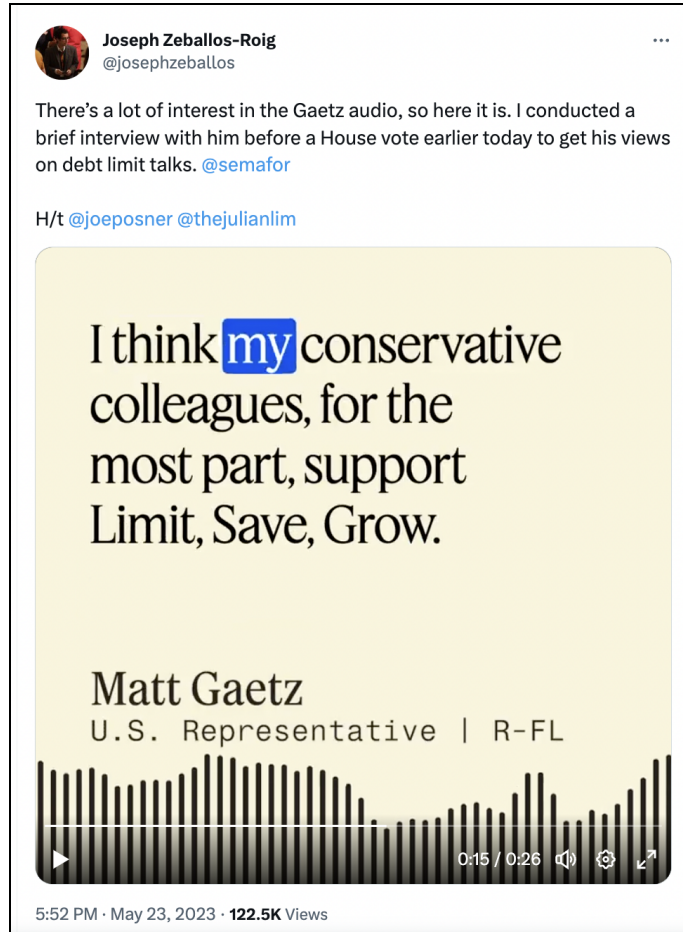 Joseph Zeballos-Roig
@josephzeballos
There’s a lot of interest in the Gaetz audio, so here it is. I conducted a
brief interview with him before a House vote earlier today to get his views
on debt limit talks. @semafor
H/t @joeposner @thejulianlim
I think my conservative
colleagues, for the
most part, support
Limit, Save, Grow.
Matt Gaetz
U.S. Representative | R-FL
0:15 / 0:26
5:52 PM · May 23, 2023 · 122.5K Views